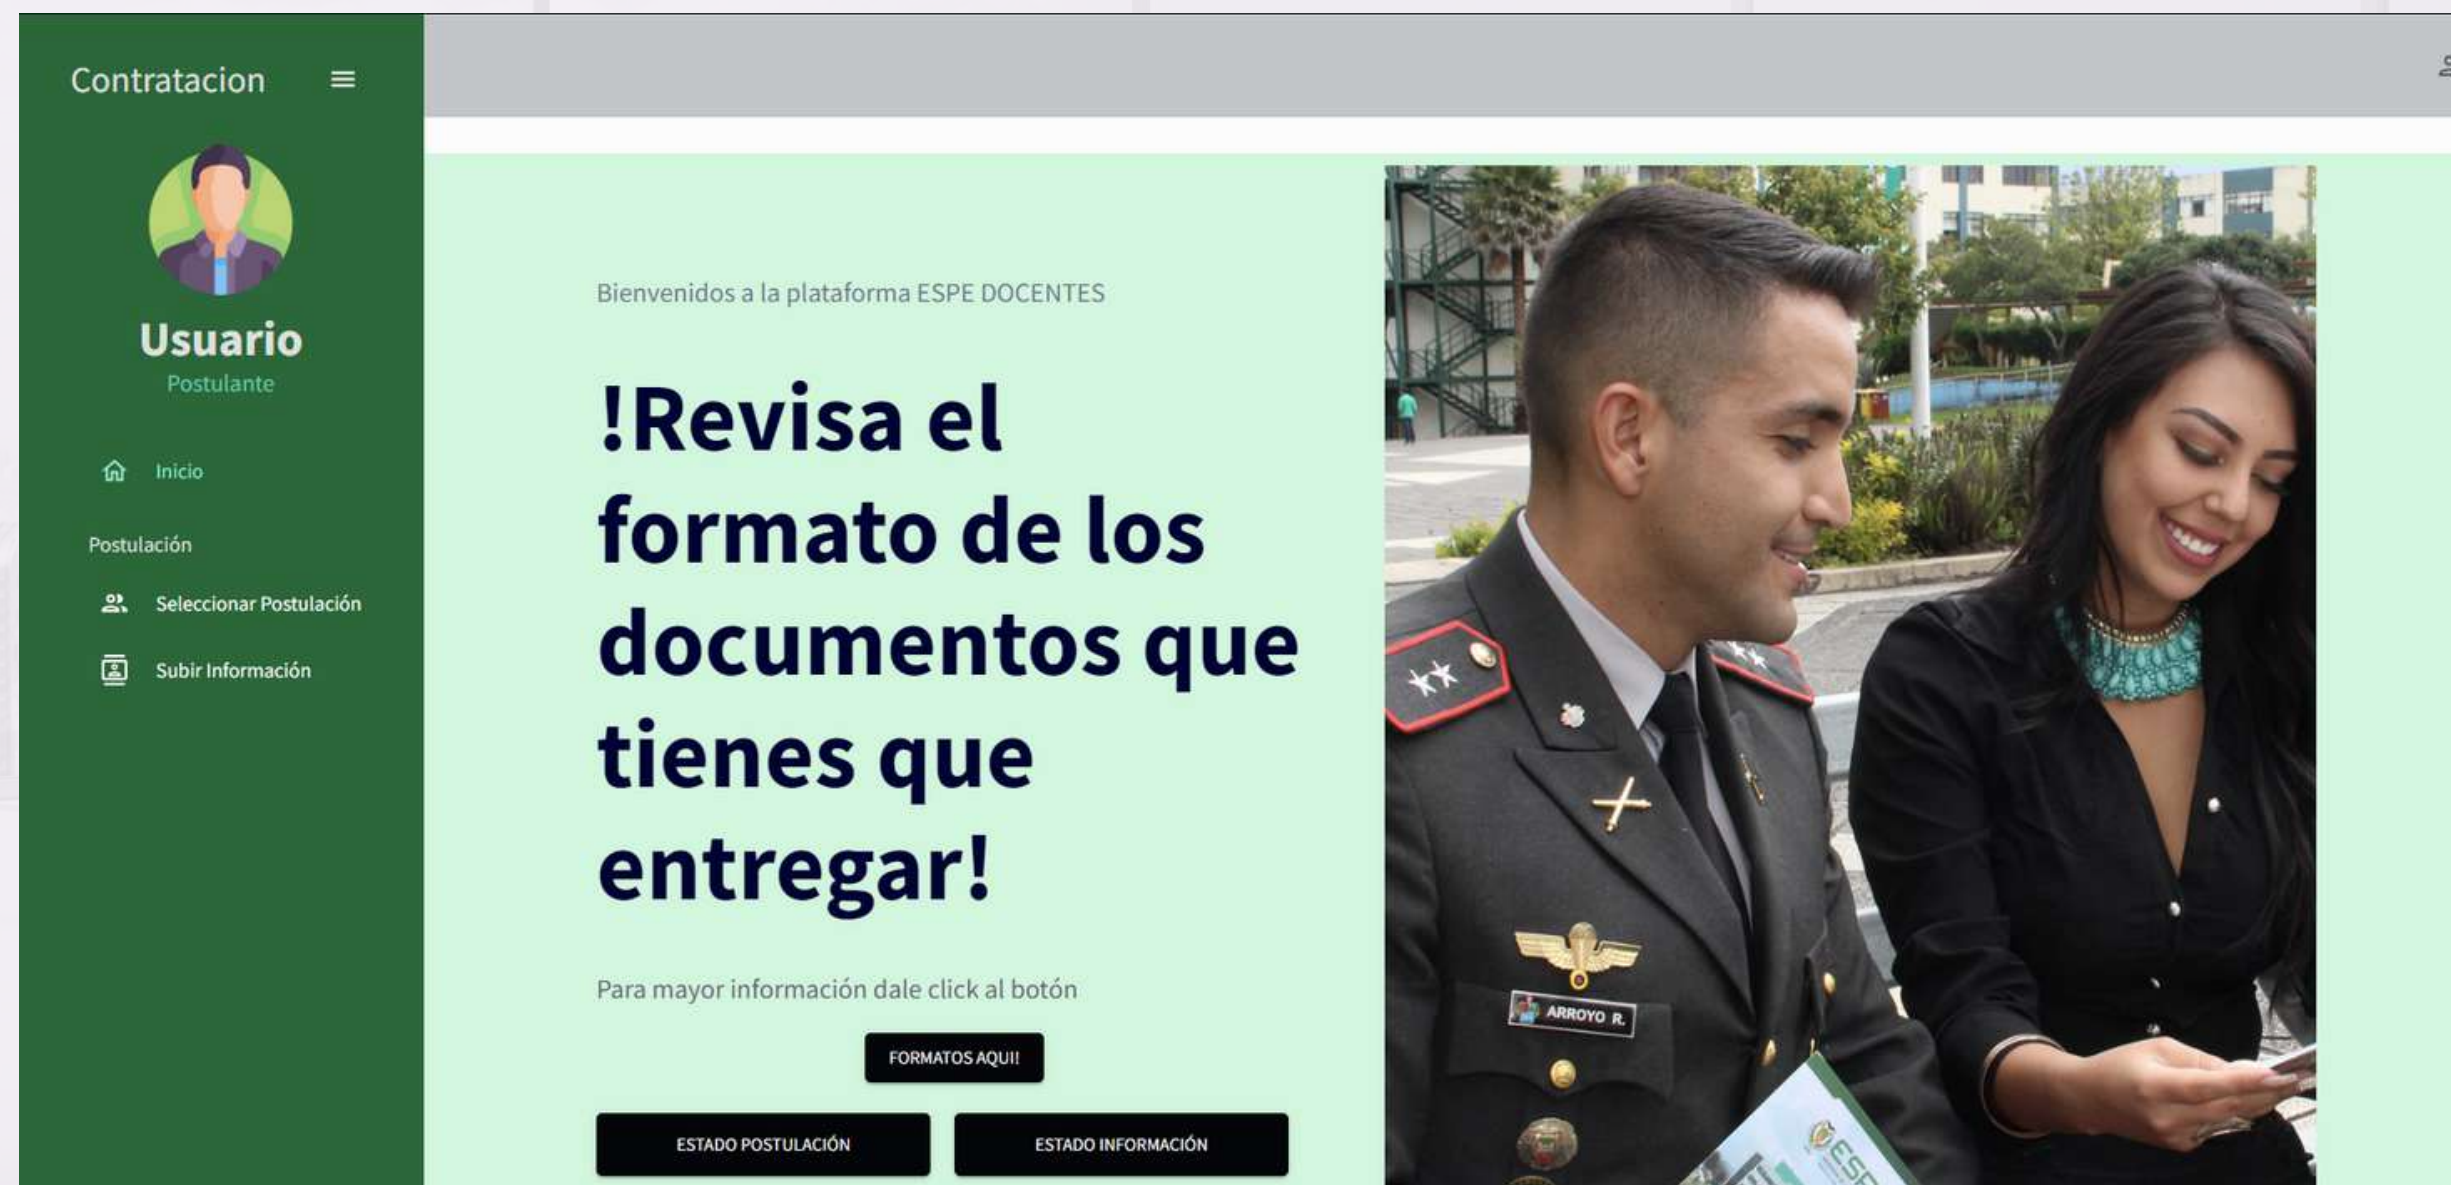 Contratacion
Usuario
Postulante
Inicio
Postulación
Seleccionar Postulación
Subir Información
Bienvenidos a la plataforma ESPE DOCENTES
!Revisa el
formato de los
documentos que
tienes que
entregar!
Para mayor información dale click al botón
FORMATOS AQUI!
ESTADO POSTULACIÓN
ESTADO INFORMACIÓN
ARROYO R.
ESPE